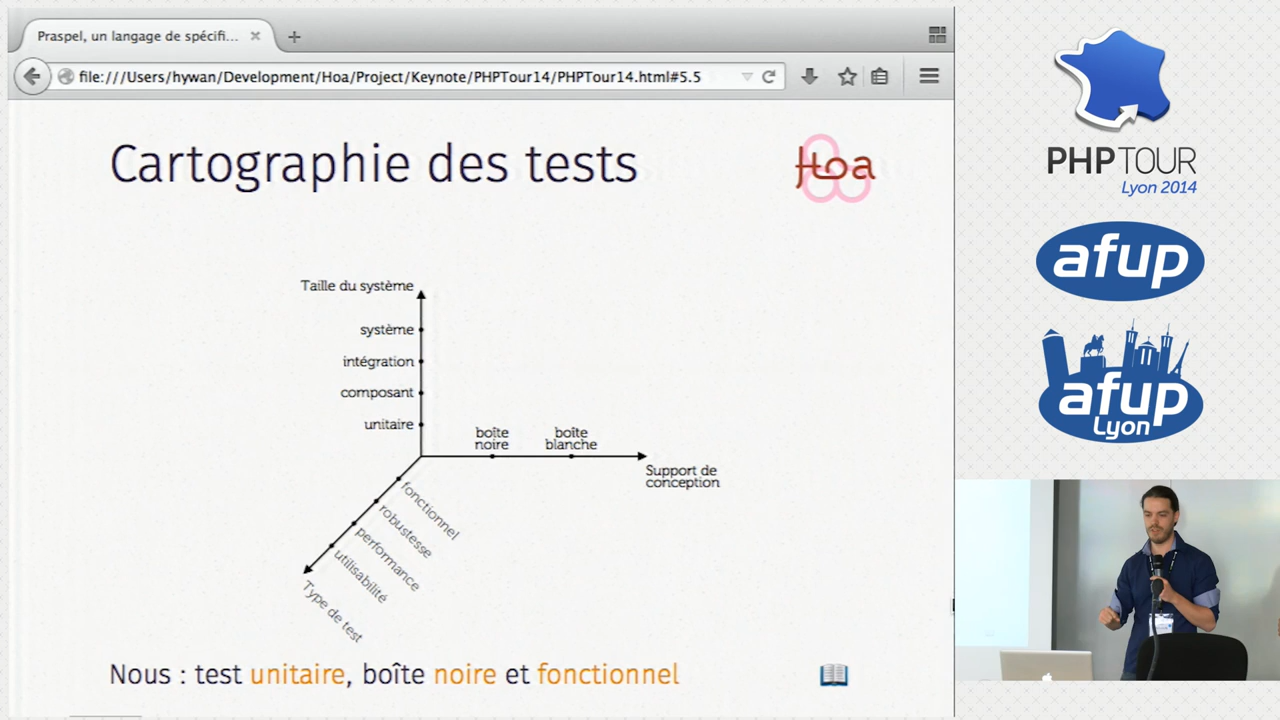 Praspel, un langage de spécifi...
file:///Users/hywan/Development/Hoa/Project/Keynote/PHPTour14/PHPTour14.html#5.5
Cartographie des tests
Hoa
Taille du système
système
intégration
composant
unitaire
boîte
noire
boîte
blanche
Support de
conception
fonctionnel
robustesse
performance
utilisabilité
Type de test
Nous : test unitaire, boîte noire et fonctionnel
PHP TOUR
Lyon 2014
afup
afup
Lyon